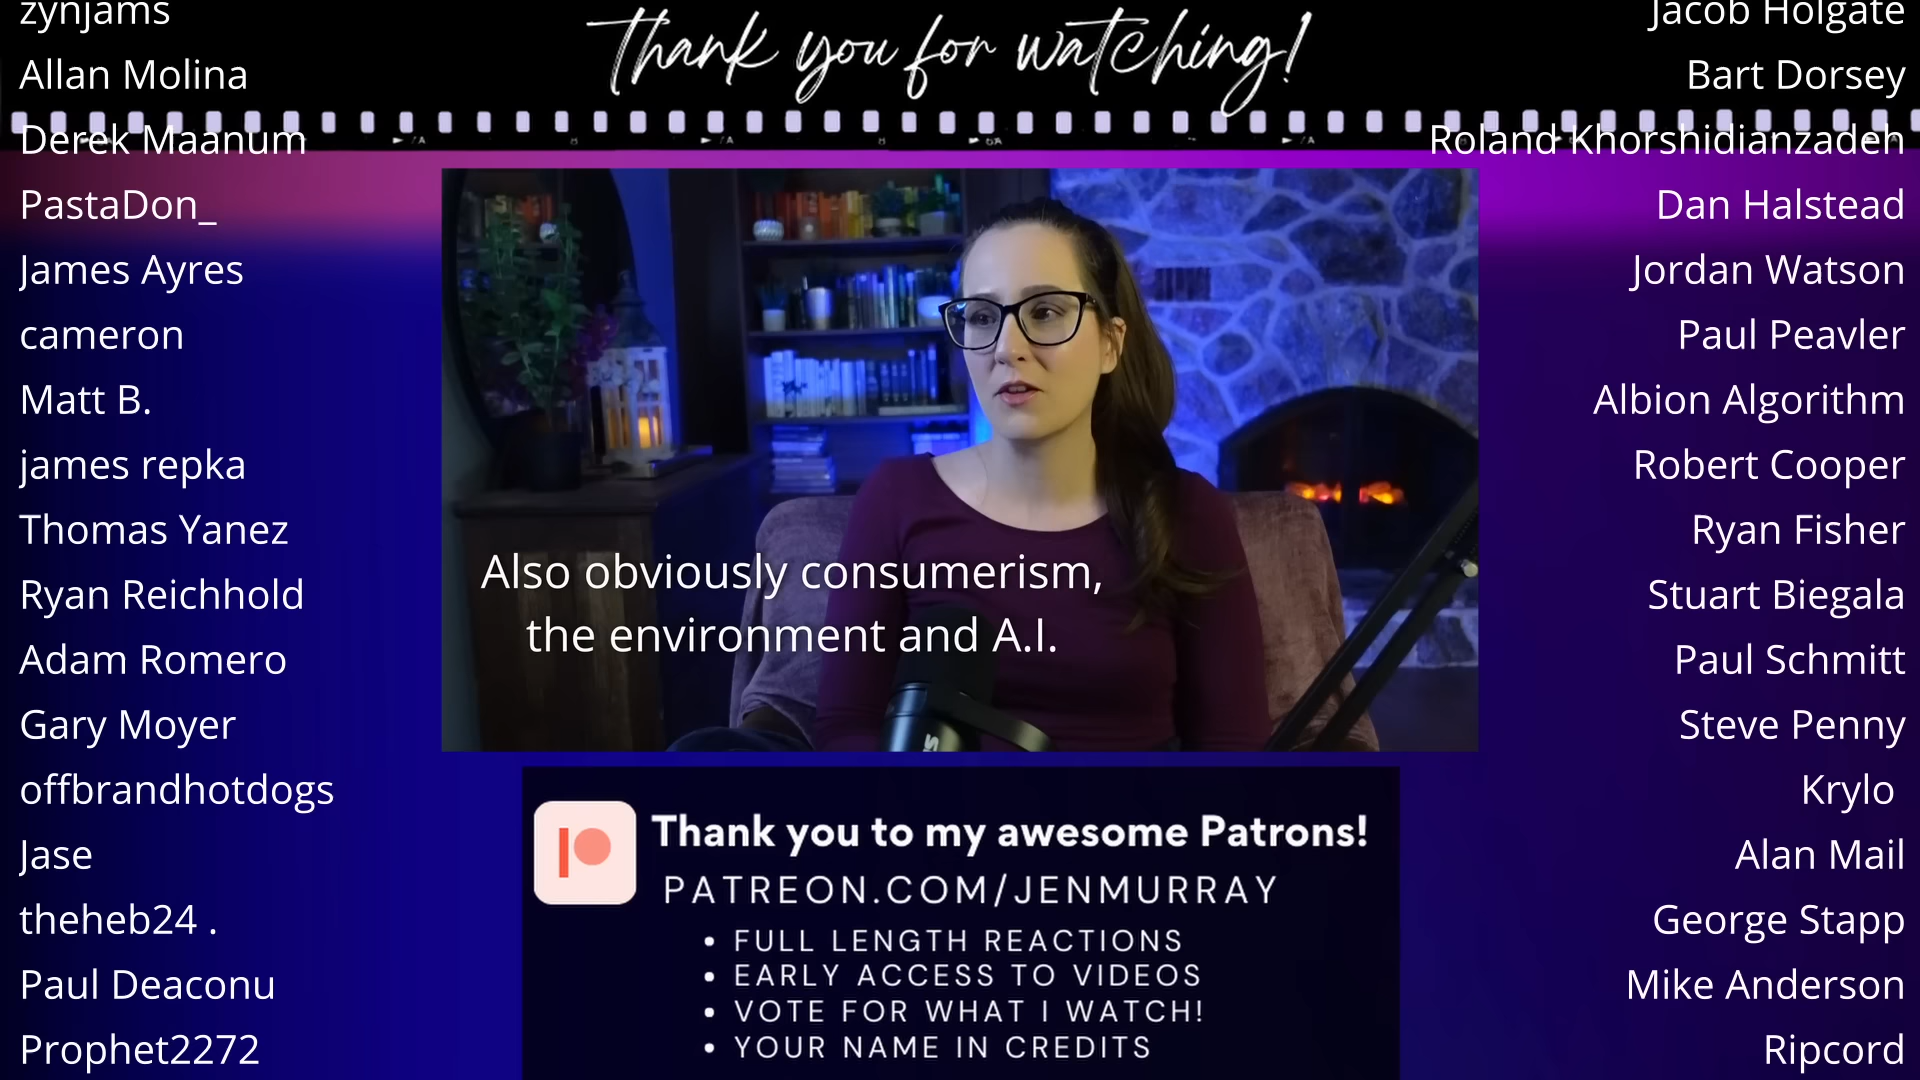 Thank you for watching!
zynjams
Allan Molina
Derek Maanum
PastaDon_
James Ayres
cameron
Matt B.
james repka
Thomas Yanez
Ryan Reichhold
Adam Romero
Gary Moyer
offbrandhotdogs
Jase
theheb24 .
Paul Deaconu
Prophet2272
Also obviously consumerism,
the environment and A.I.
Thank you to my awesome Patrons!
PATREON.COM/JENMURRAY
• FULL LENGTH REACTIONS
• EARLY ACCESS TO VIDEOS
• VOTE FOR WHAT I WATCH!
• YOUR NAME IN CREDITS
Jacob Holgate
Bart Dorsey
Roland Khorshidianzadeh
Dan Halstead
Jordan Watson
Paul Peavler
Albion Algorithm
Robert Cooper
Ryan Fisher
Stuart Biegala
Paul Schmitt
Steve Penny
Krylo
Alan Mail
George Stapp
Mike Anderson
Ripcord